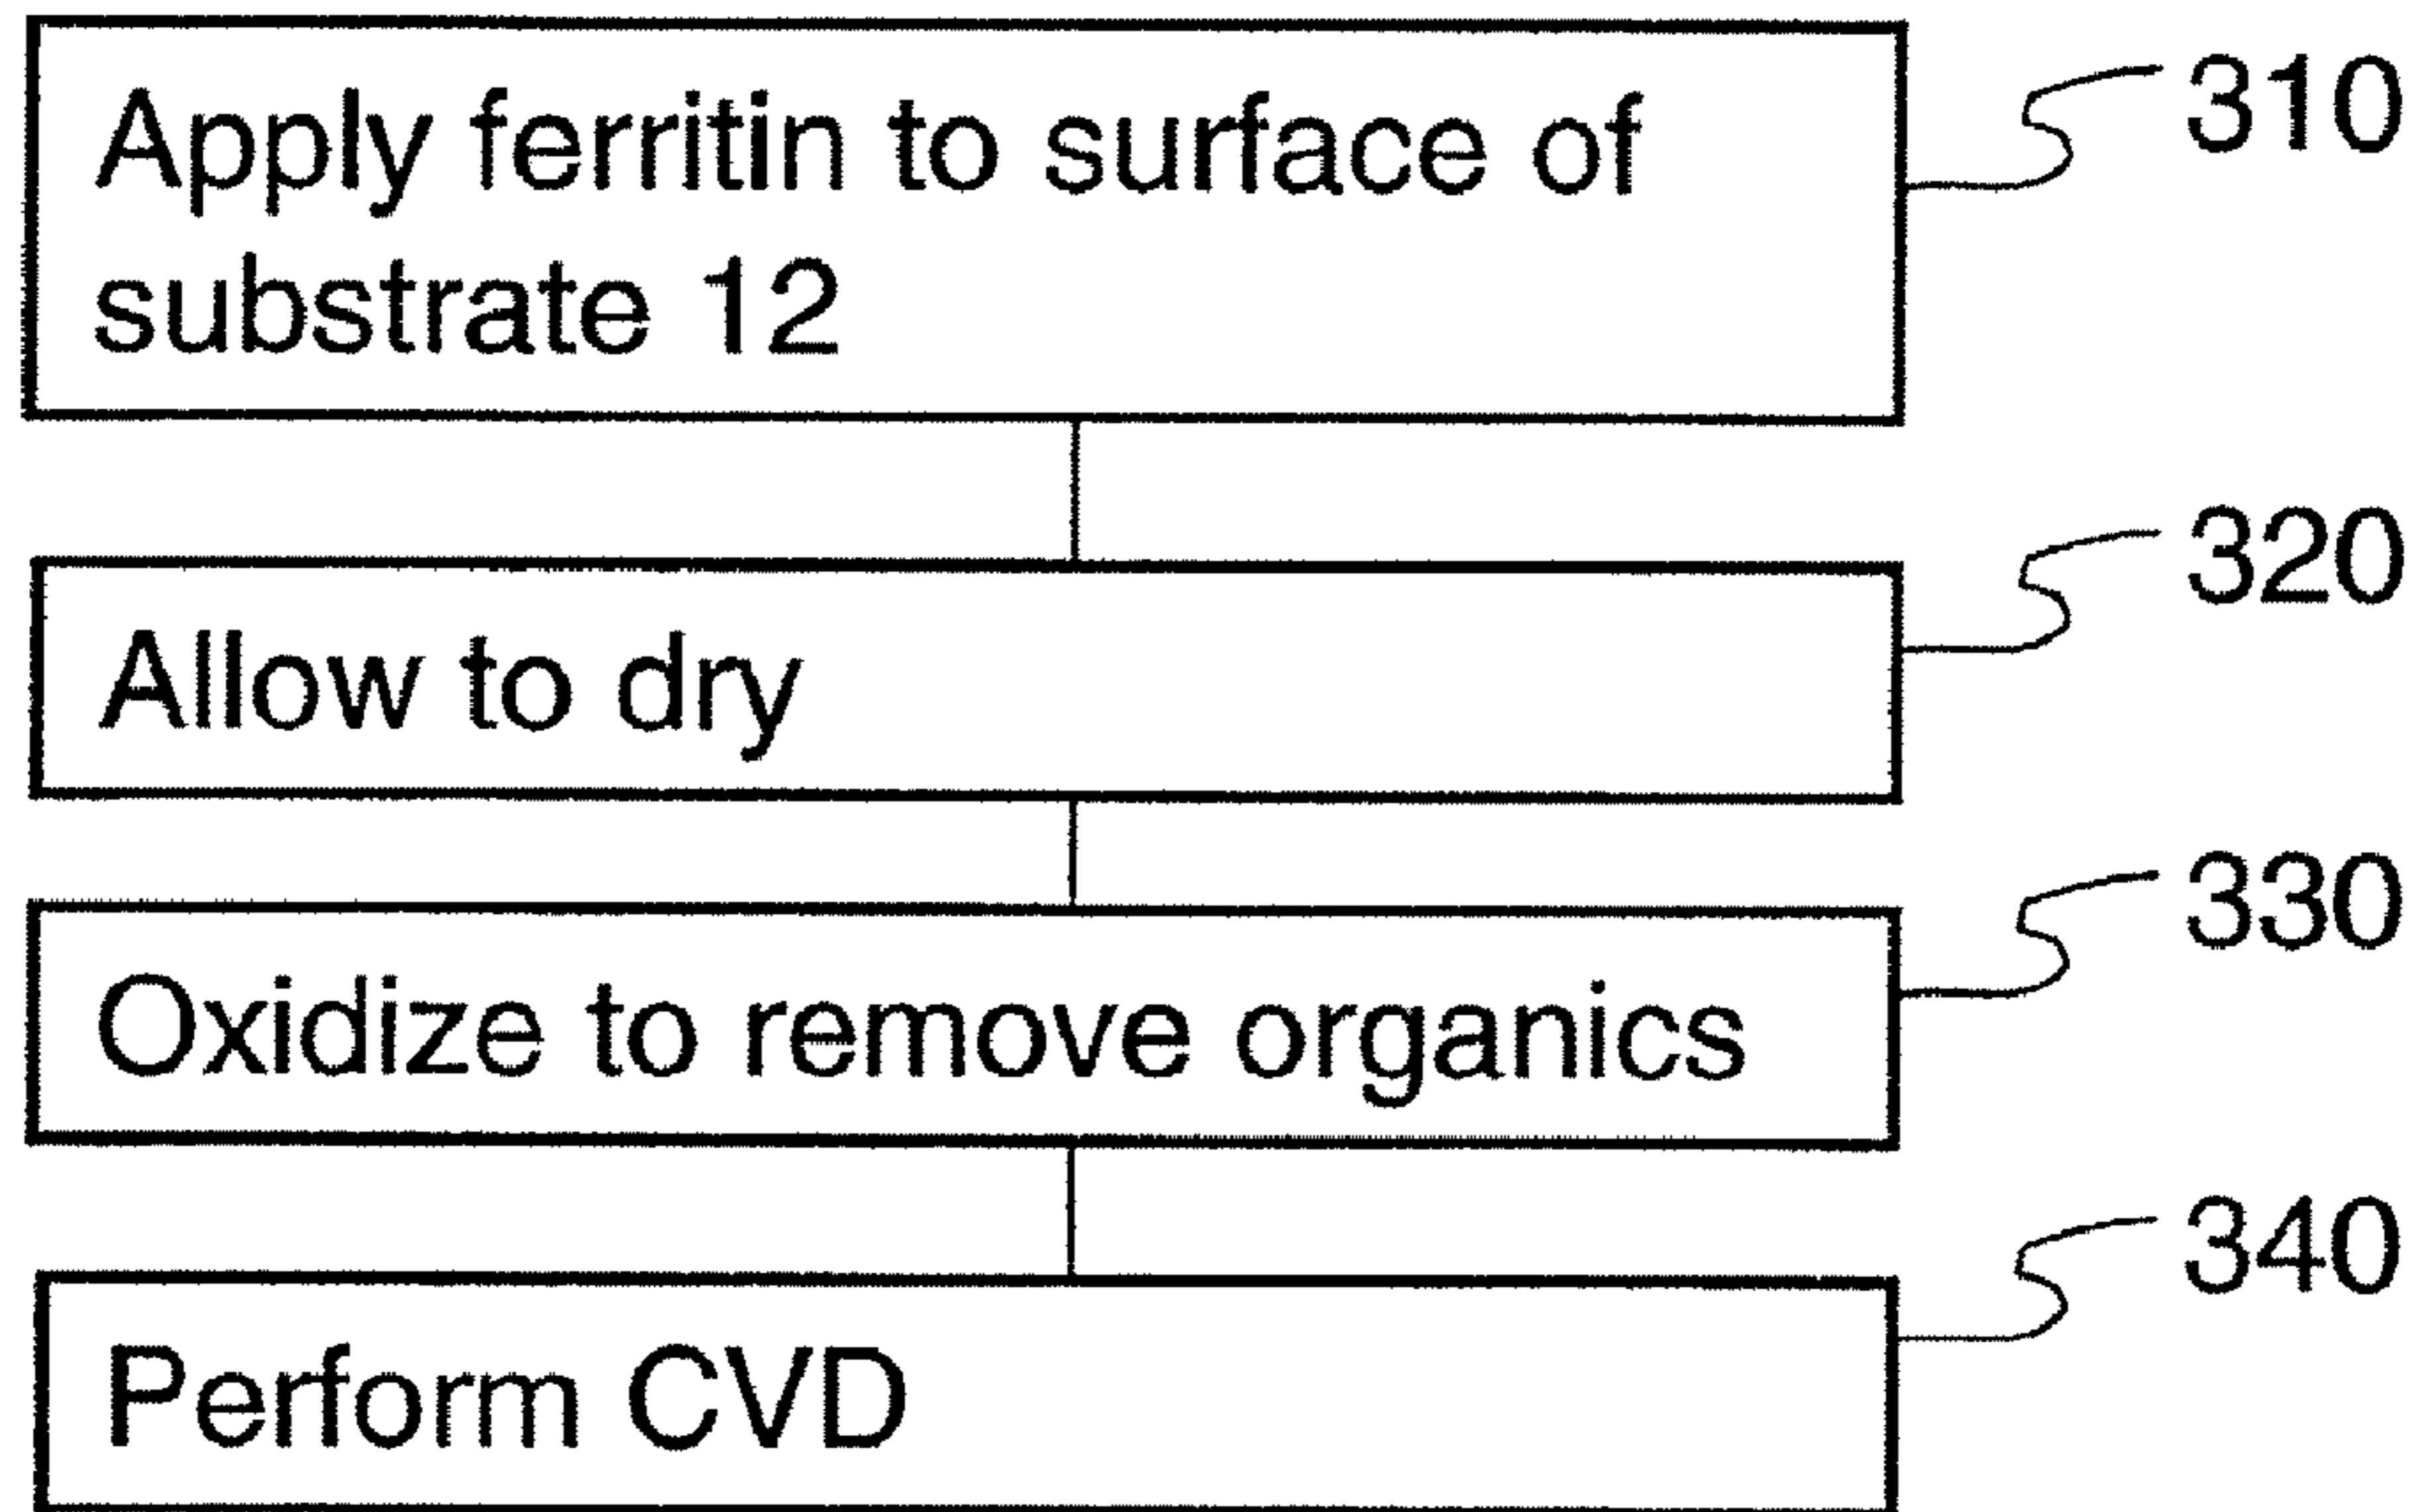 Apply ferritin to surface of
substrate 12
310
Allow to dry
320
Oxidize to remove organics
330
Perform CVD
340